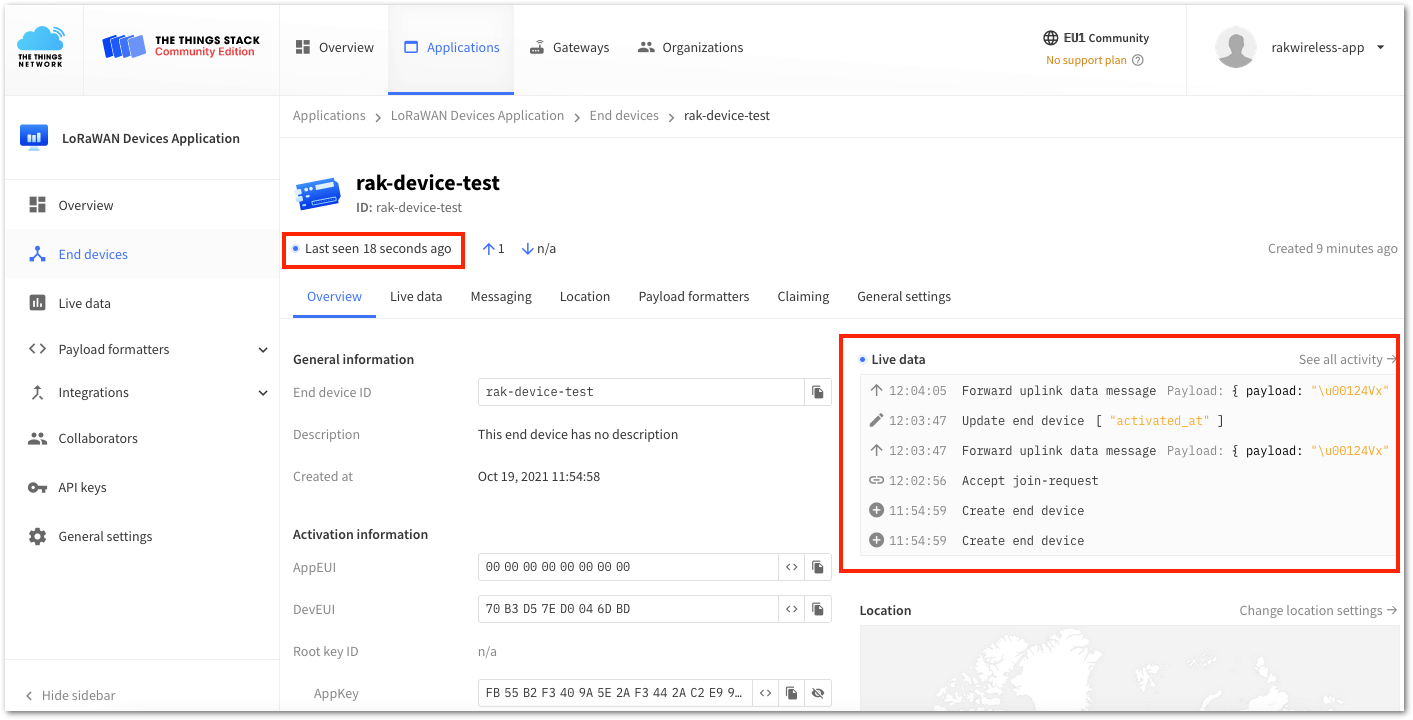 THE THINGS NETWORK
THE THINGS STACK
Community Edition
Overview
Applications
Gateways
Organizations
EU1 Community
No support plan
rakwireless-app
LoRaWAN Devices Application
Overview
End devices
Live data
Payload formatters
Integrations
Collaborators
API keys
General settings
Hide sidebar
Applications > LoRaWAN Devices Application > End devices > rak-device-test
rak-device-test
ID: rak-device-test
Last seen 18 seconds ago ↑ 1 ↓ n/a Created 9 minutes ago
Overview Live data Messaging Location Payload formatters Claiming General settings
General information
End device ID rak-device-test
Description This end device has no description
Created at Oct 19, 2021 11:54:58
Activation information
AppEUI 00 00 00 00 00 00 00 00
DevEUI 70 B3 D5 7E D0 04 6D BD
Root key ID n/a
AppKey FB 55 B2 F3 40 9A 5E 2A F3 44 2A C2 E9 9…
Live data See all activity →
↑ 12:04:05 Forward uplink data message Payload: { payload: "\u00124Vx"
12:03:47 Update end device [ "activated_at" ]
↑ 12:03:47 Forward uplink data message Payload: { payload: "\u00124Vx"
12:02:56 Accept join-request
11:54:59 Create end device
11:54:59 Create end device
Location Change location settings →